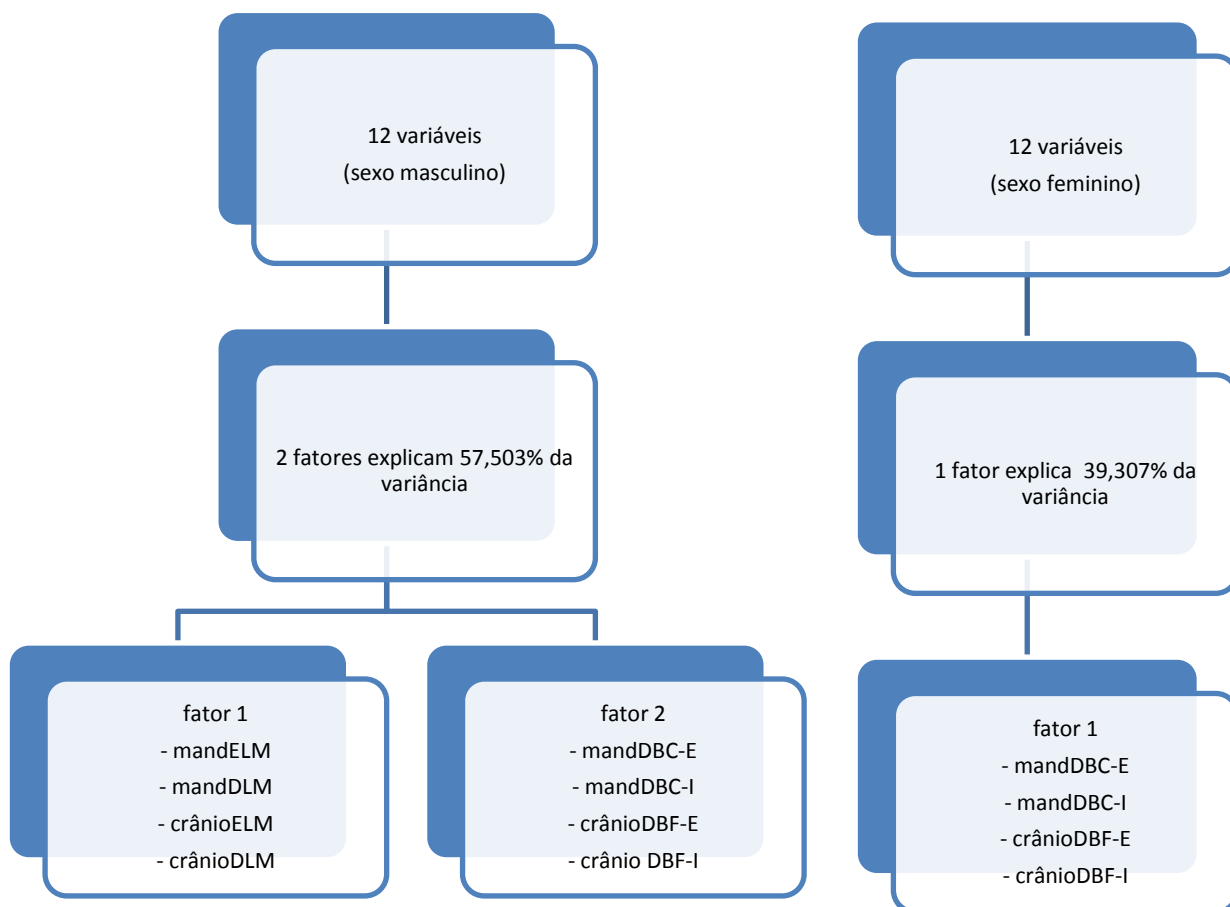 12 variáveis
(sexo masculino)
2 fatores explicam 57,503% da
variância
fator 1
- mandELM
- mandDLM
- crânioELM
- crânioDLM
fator 2
- mandDBC-E
- mandDBC-I
- crânioDBF-E
- crânio DBF-I
12 variáveis
(sexo feminino)
1 fator explica 39,307% da
variância
fator 1
- mandDBC-E
- mandDBC-I
- crânioDBF-E
- crânioDBF-I